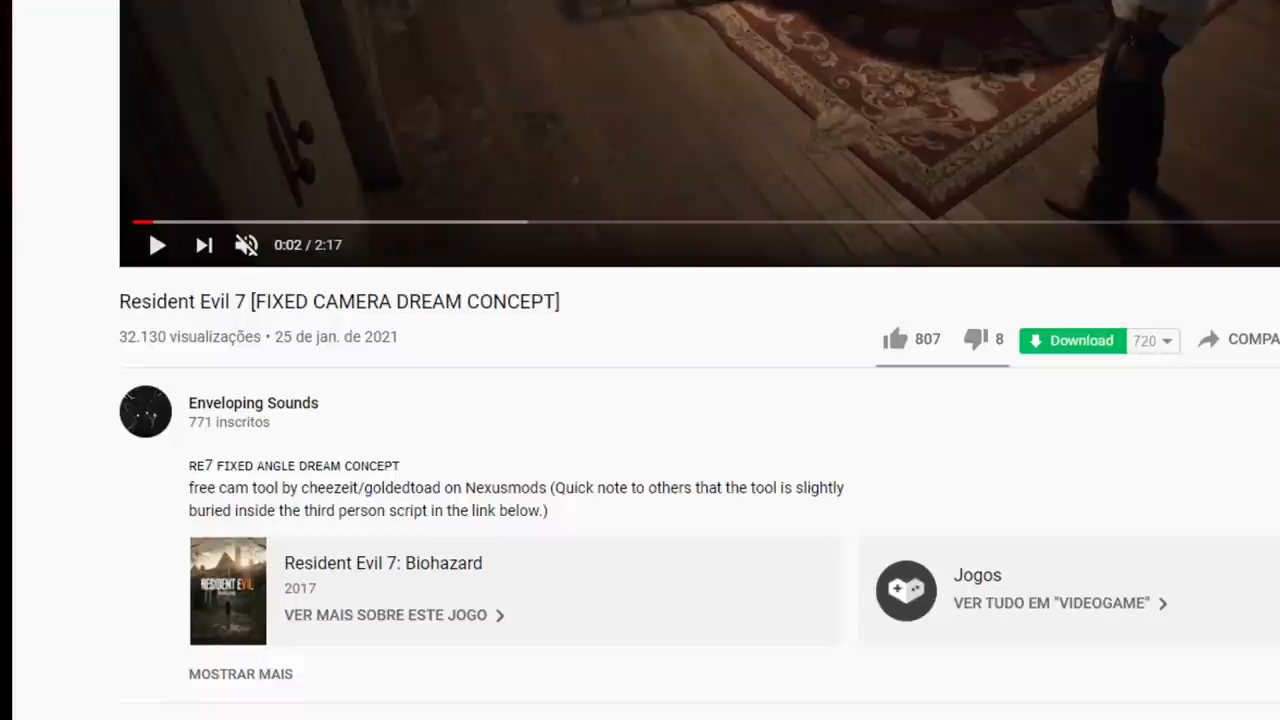 0:02 / 2:17
Resident Evil 7 [FIXED CAMERA DREAM CONCEPT]
32.130 visualizações • 25 de jan. de 2021
807
8
Download
720
COMPA
Enveloping Sounds
771 inscritos
RE7 FIXED ANGLE DREAM CONCEPT
free cam tool by cheezeit/goldedtoad on Nexusmods (Quick note to others that the tool is slightly
buried inside the third person script in the link below.)
RESIDENT EVIL
Resident Evil 7: Biohazard
2017
VER MAIS SOBRE ESTE JOGO
Jogos
VER TUDO EM "VIDEOGAME"
MOSTRAR MAIS